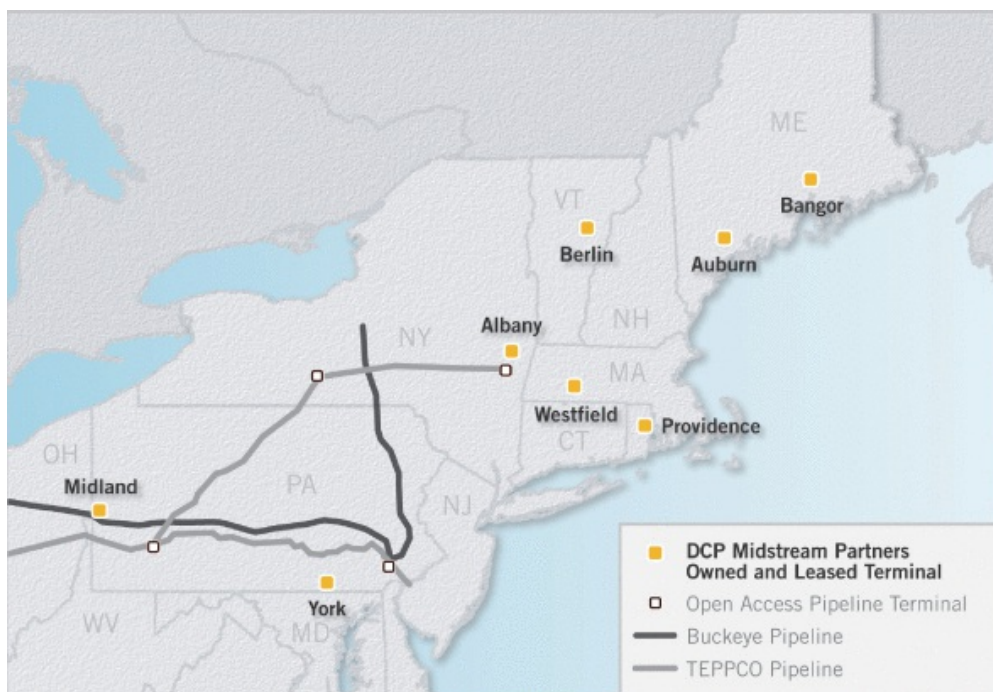 ME
Bangor
VT
Berlin
Auburn
NY
Albany
NH
MA
Westfield
CT
Providence
OH
Midland
PA
NJ
York
WV
MD
DCP Midstream Partners
Owned and Leased Terminal
Open Access Pipeline Terminal
Buckeye Pipeline
TEPPCO Pipeline